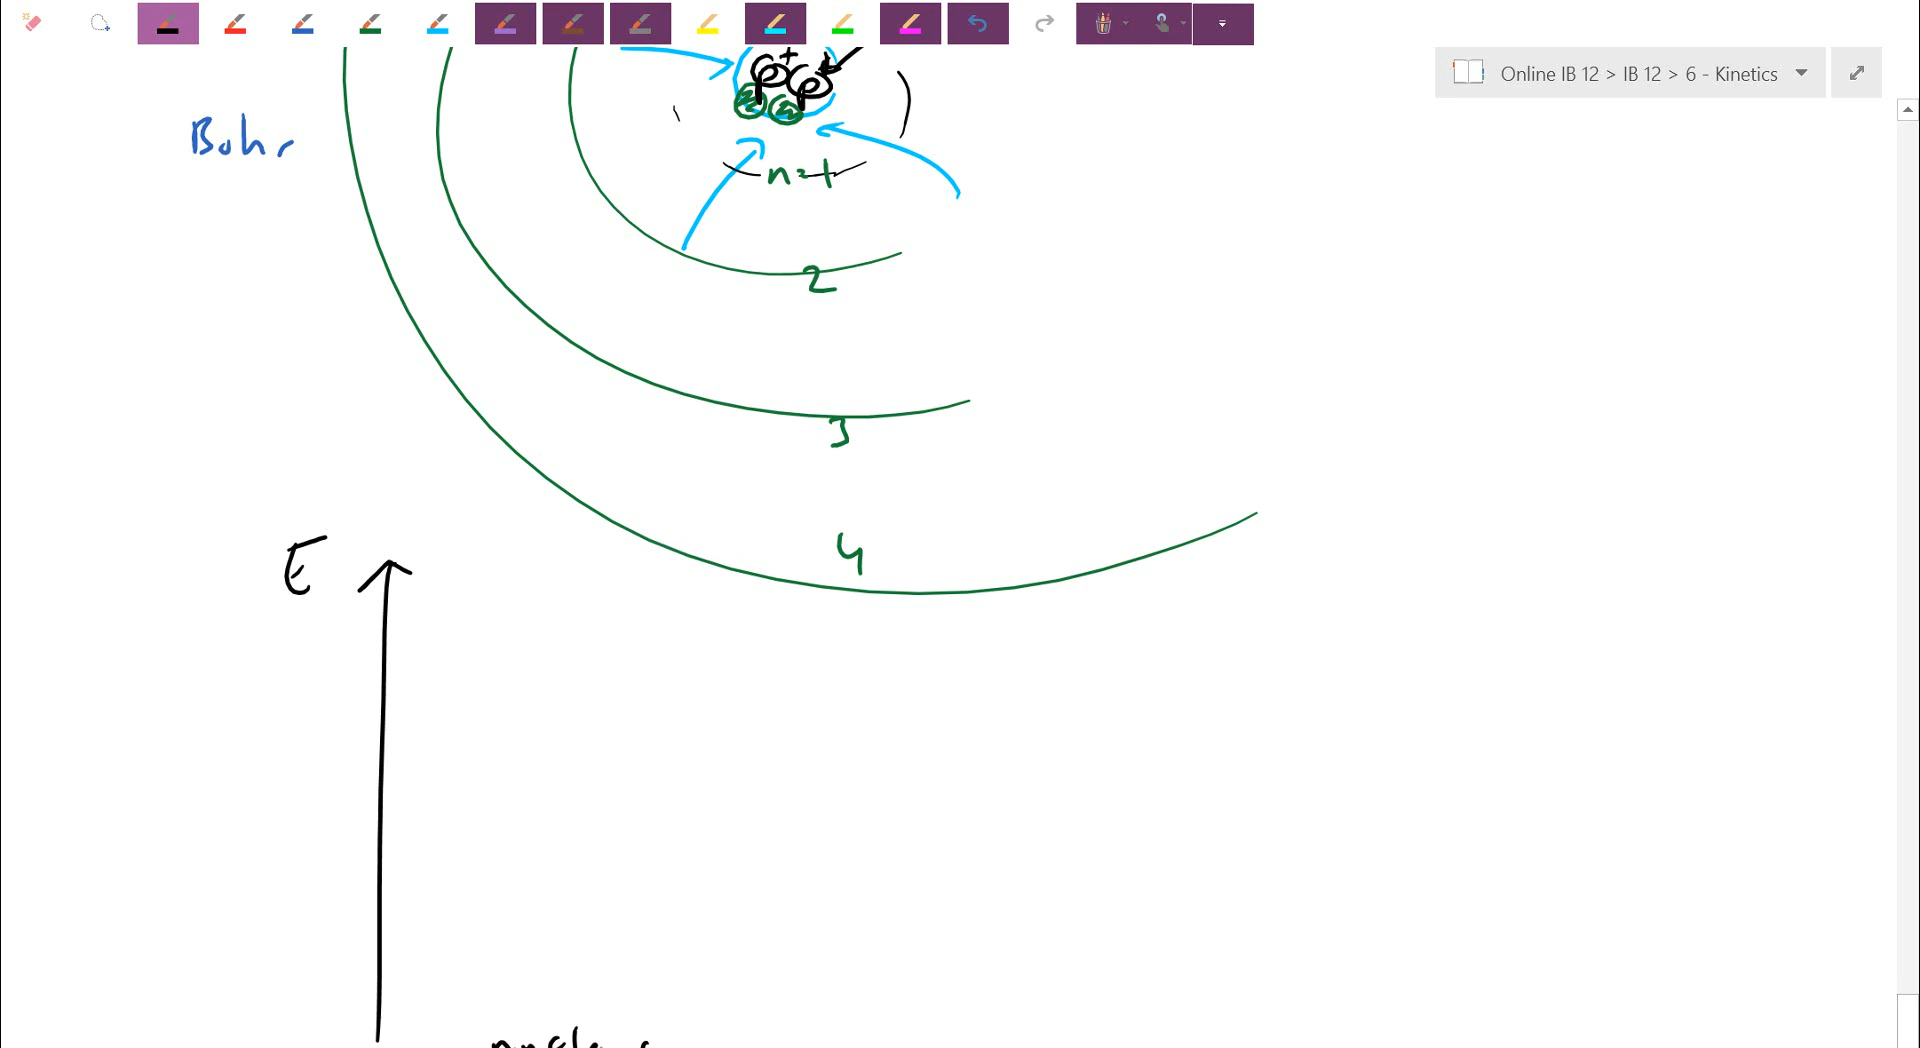 Online IB 12 > IB 12 > 6 - Kinetics
p+ p
Bohr
n=1
2
3
4
E